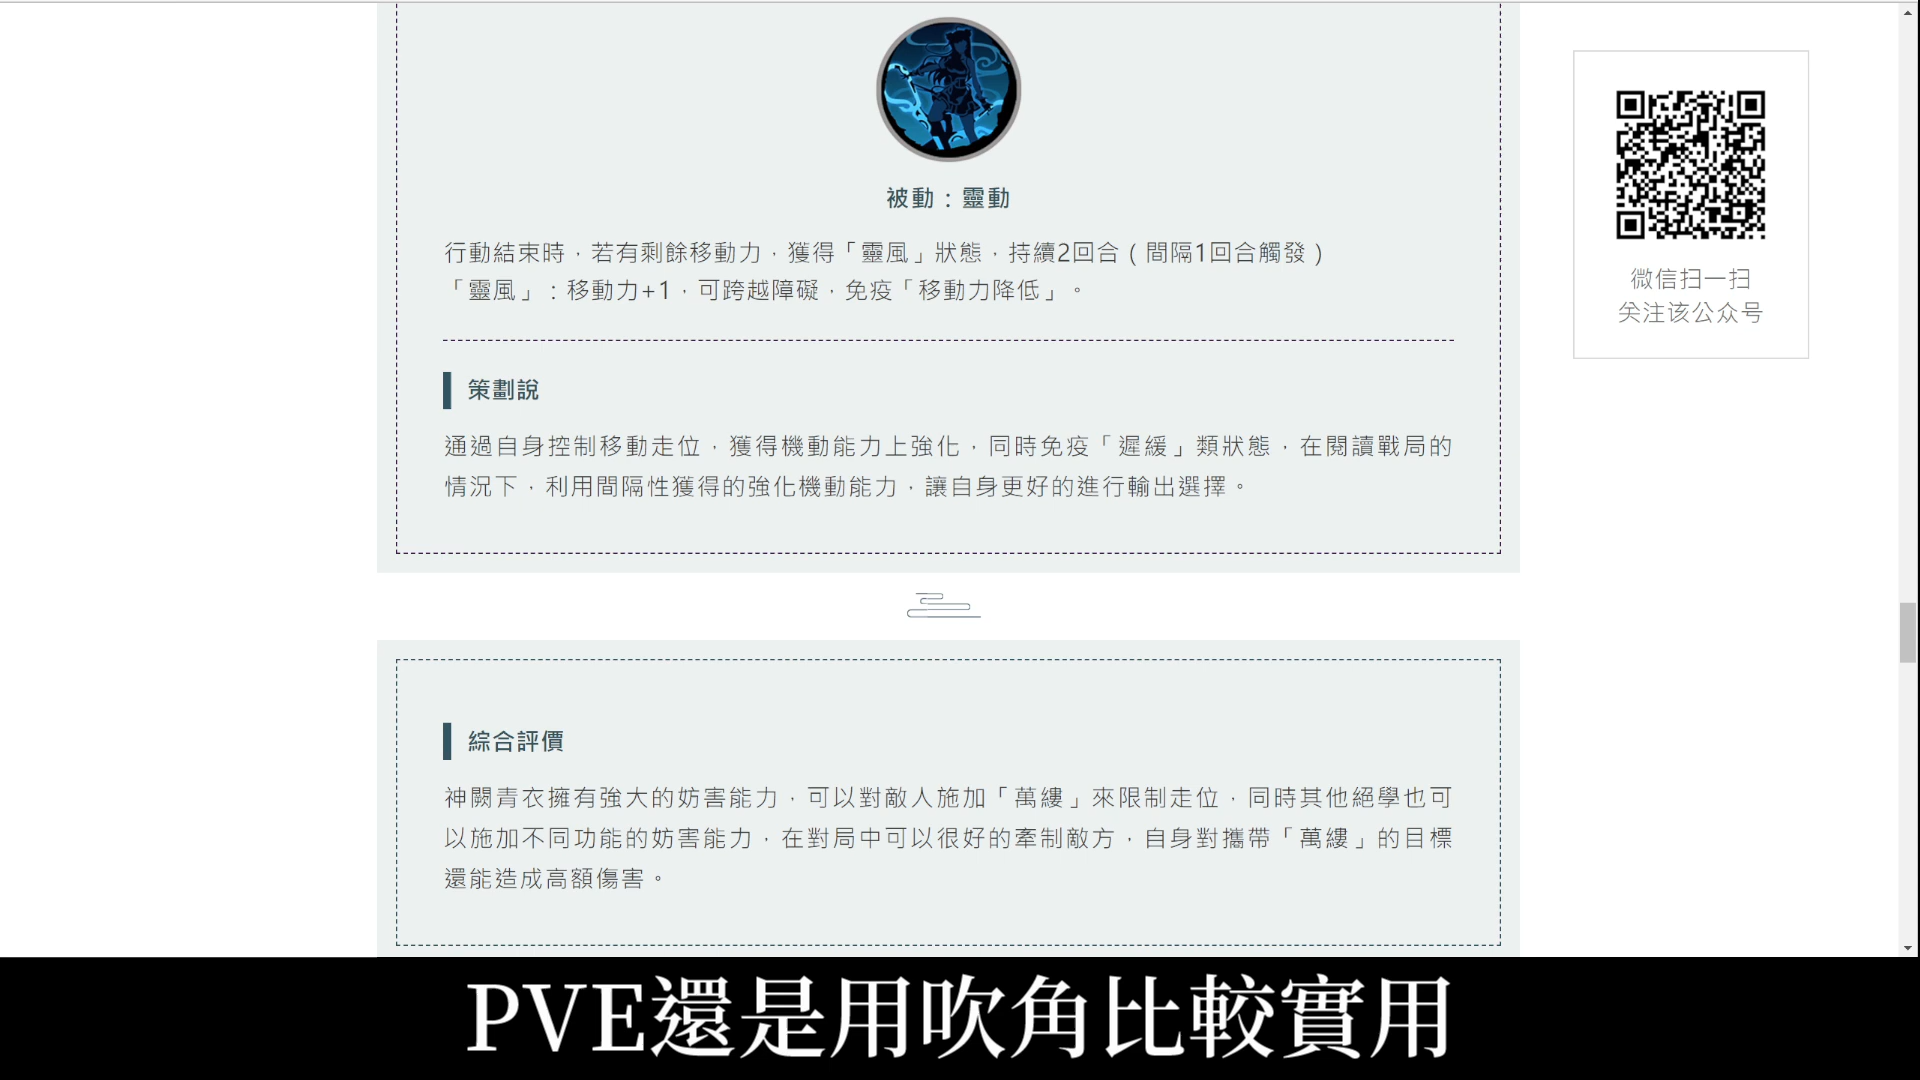 被動：靈動
行動結束時，若有剩餘移動力，獲得「靈風」狀態，持續2回合（間隔1回合觸發）
「靈風」：移動力+1，可跨越障礙，免疫「移動力降低」。
策劃說
通過自身控制移動走位，獲得機動能力上強化，同時免疫「遲緩」類狀態，在閱讀戰局的
情況下，利用間隔性獲得的強化機動能力，讓自身更好的進行輸出選擇。
微信扫一扫
关注该公众号
綜合評價
神闕青衣擁有強大的妨害能力，可以對敵人施加「萬縷」來限制走位，同時其他絕學也可
以施加不同功能的妨害能力，在對局中可以很好的牽制敵方，自身對攜帶「萬縷」的目標
還能造成高額傷害。
PVE還是用吹角比較實用